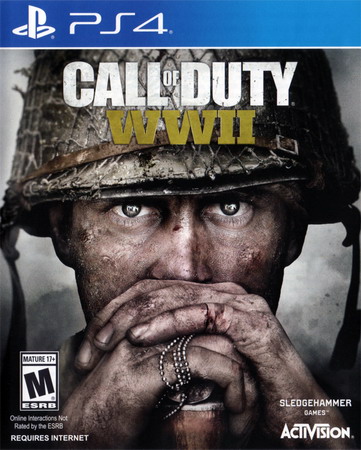 PS4
CALL OF DUTY
WWII
MATURE 17+
M
ESRB
Online Interactions Not
Rated by the ESRB
REQUIRES INTERNET
SLEDGEHAMMER
GAMES™
ACTIVISION